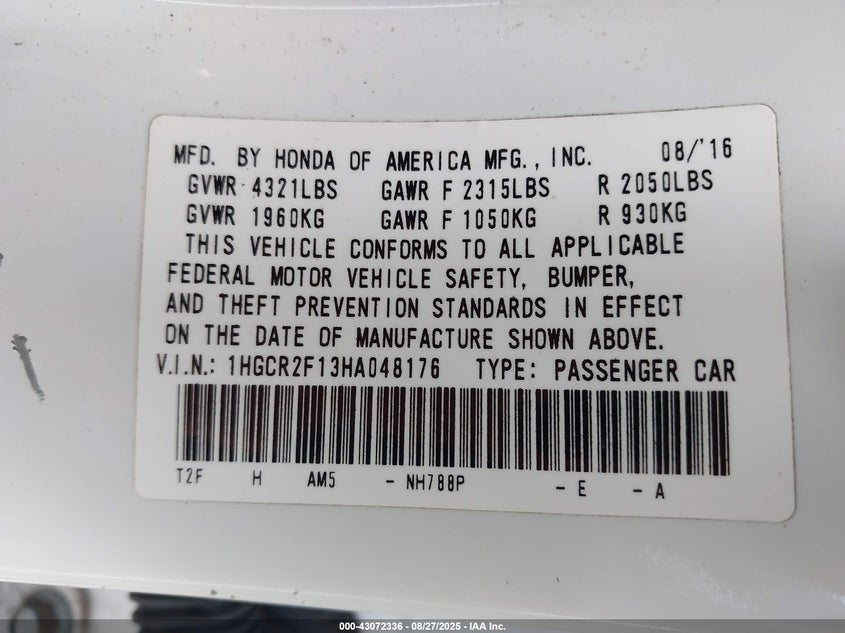 MFD. BY HONDA OF AMERICA MFG., INC. 08/'16
GVWR 4321LBS GAWR F 2315LBS R 2050LBS
GVWR 1960KG GAWR F 1050KG R 930KG
THIS VEHICLE CONFORMS TO ALL APPLICABLE
FEDERAL MOTOR VEHICLE SAFETY, BUMPER,
AND THEFT PREVENTION STANDARDS IN EFFECT
ON THE DATE OF MANUFACTURE SHOWN ABOVE.
V.I.N.: 1HGCR2F13HA048176 TYPE: PASSENGER CAR
T2F H AM5 - NH788P - E - A
000-43072336 | 08/27/2025 - IAA Inc.